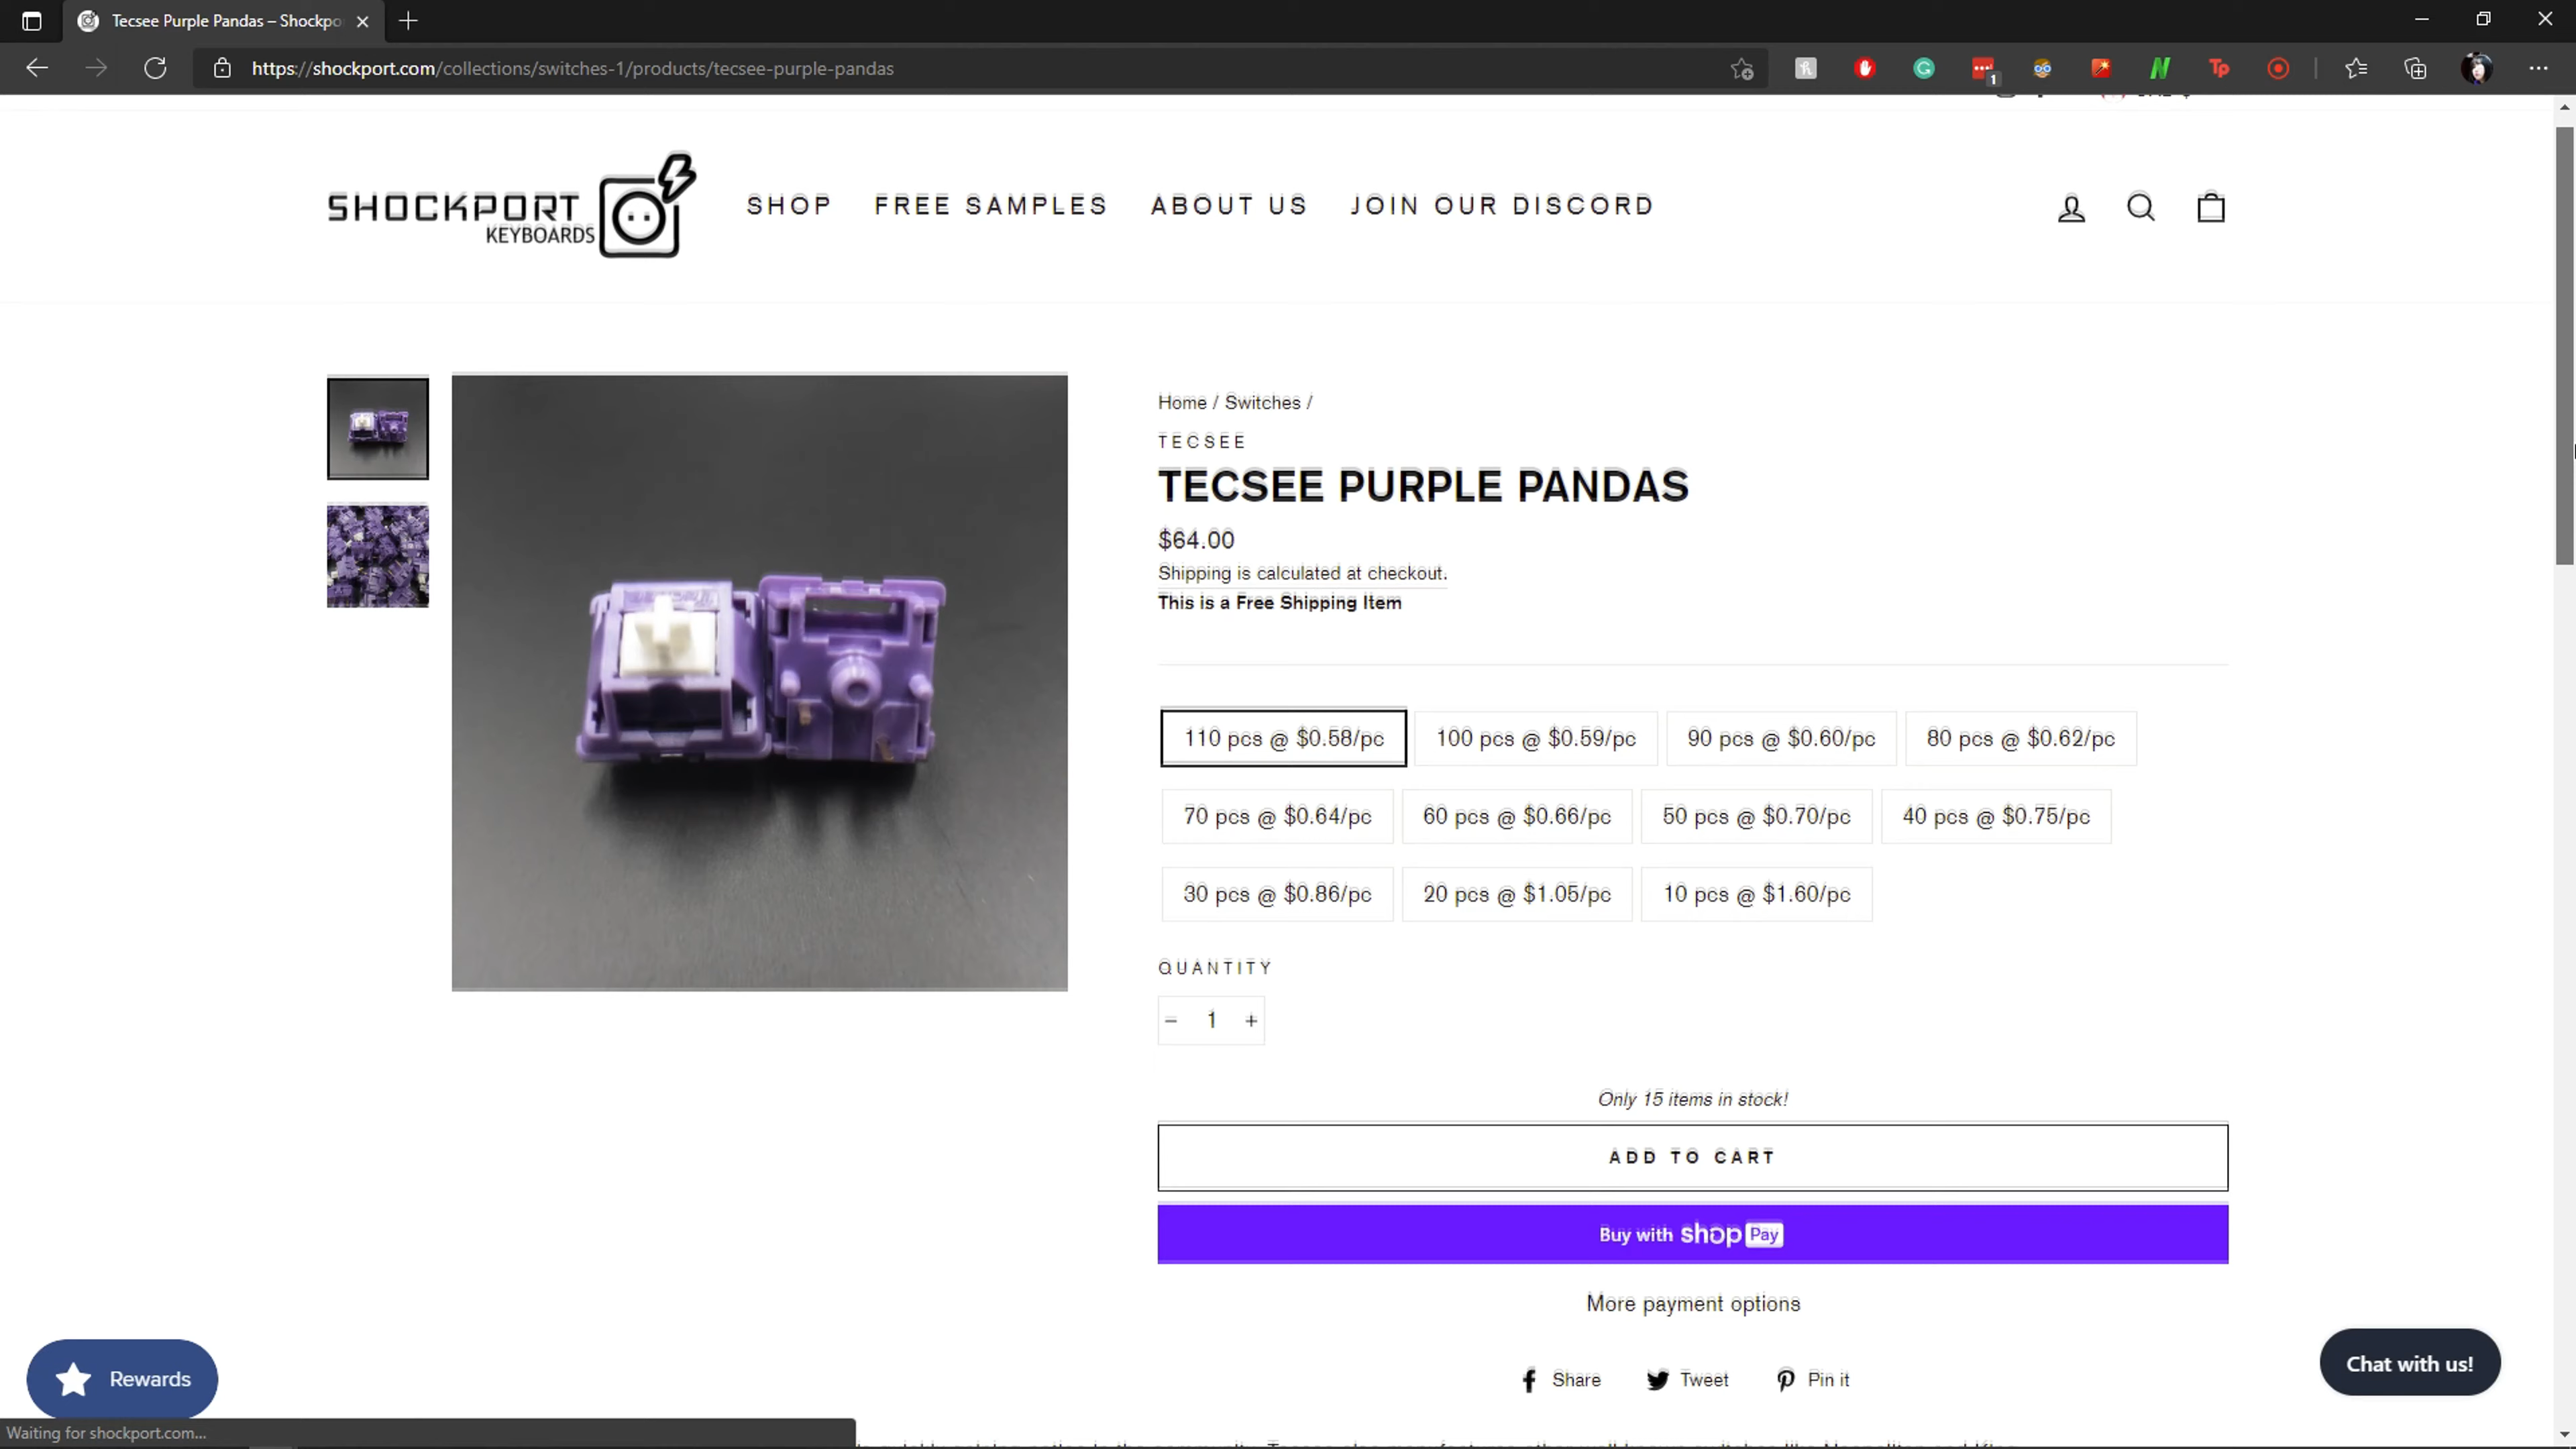 Tecsee Purple Pandas – Shockpo
https://shockport.com/collections/switches-1/products/tecsee-purple-pandas
1
SHOCKPORT
KEYBOARDS
SHOP FREE SAMPLES ABOUT US JOIN OUR DISCORD
Home / Switches /
TECSEE
TECSEE PURPLE PANDAS
$64.00
Shipping is calculated at checkout.
This is a Free Shipping Item
110 pcs @ $0.58/pc 100 pcs @ $0.59/pc 90 pcs @ $0.60/pc 80 pcs @ $0.62/pc
70 pcs @ $0.64/pc 60 pcs @ $0.66/pc 50 pcs @ $0.70/pc 40 pcs @ $0.75/pc
30 pcs @ $0.86/pc 20 pcs @ $1.05/pc 10 pcs @ $1.60/pc
QUANTITY
− 1 +
Only 15 items in stock!
ADD TO CART
Buy with shop Pay
More payment options
Share Tweet Pin it
Rewards
Chat with us!
Waiting for shockport.com...